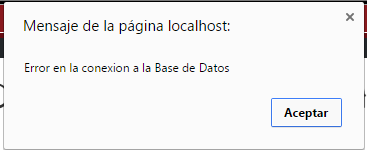 Mensaje de la página localhost:
Error en la conexion a la Base de Datos
Aceptar